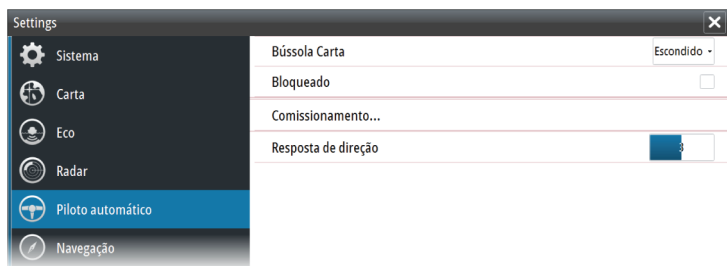 Settings
Sistema
Carta
Eco
Radar
Piloto automático
Navegação
Bússola Carta
Escondido
Bloqueado
Comissionamento...
Resposta de direção